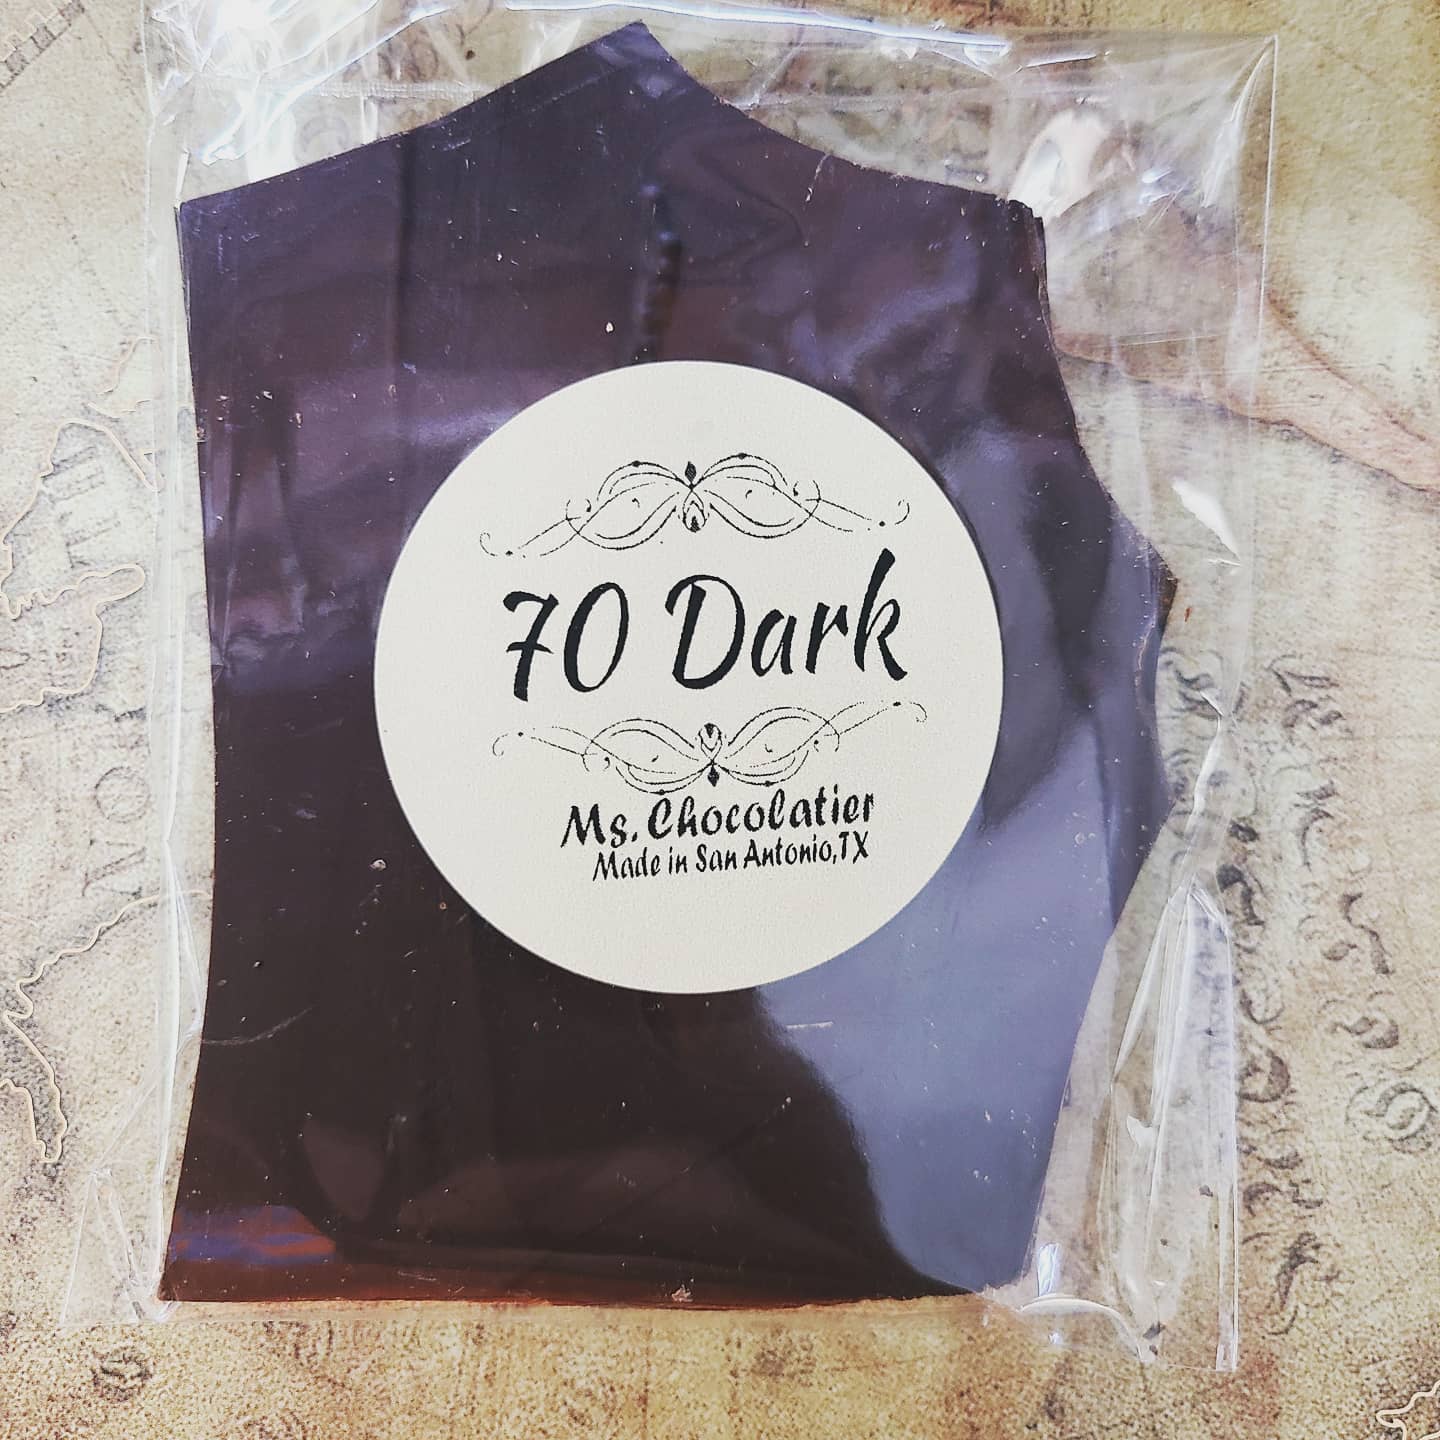 70 Dark
Ms. Chocolatier
Made in San Antonio, TX